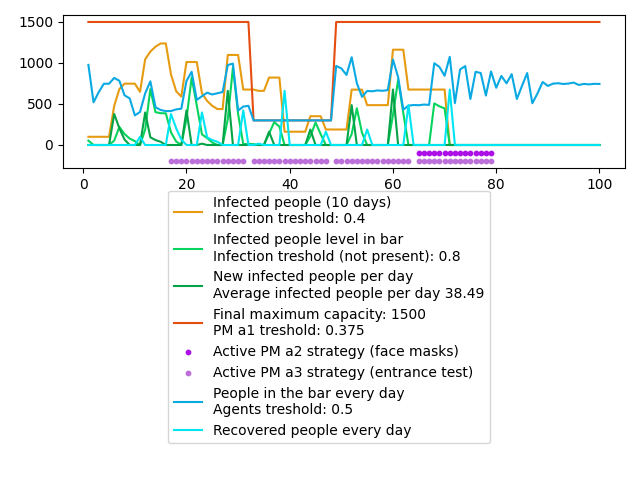 1500
1000
500
0
0 20 40 60 80 100
Infected people (10 days)
Infection treshold: 0.4
Infected people level in bar
Infection treshold (not present): 0.8
New infected people per day
Average infected people per day 38.49
Final maximum capacity: 1500
PM a1 treshold: 0.375
Active PM a2 strategy (face masks)
Active PM a3 strategy (entrance test)
People in the bar every day
Agents treshold: 0.5
Recovered people every day